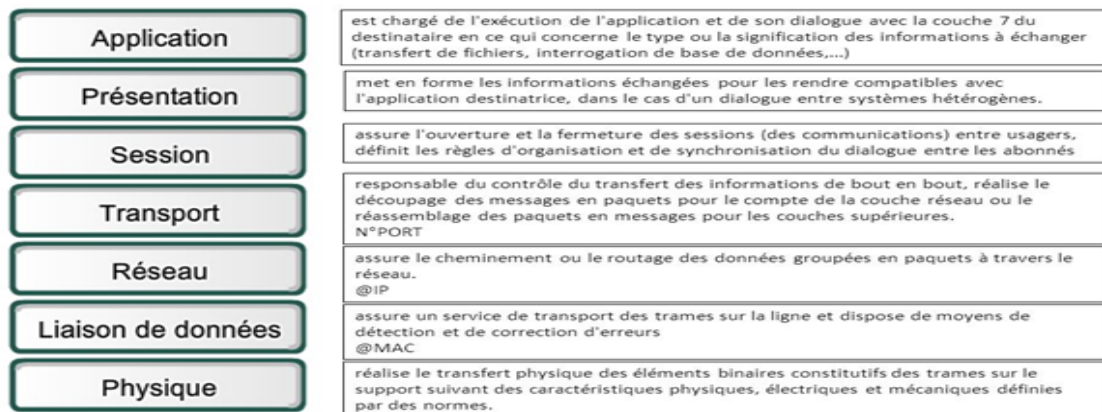 Application
est chargé de l'exécution de l'application et de son dialogue avec la couche 7 du
destinataire en ce qui concerne le type ou la signification des informations à échanger
(transfert de fichiers, interrogation de base de données,...)
Présentation
met en forme les informations échangées pour les rendre compatibles avec
l'application destinatrice, dans le cas d'un dialogue entre systèmes hétérogènes.
Session
assure l'ouverture et la fermeture des sessions (des communications) entre usagers,
définit les règles d'organisation et de synchronisation du dialogue entre les abonnés
Transport
responsable du contrôle du transfert des informations de bout en bout, réalise le
découpage des messages en paquets pour le compte de la couche réseau ou le
réassemblage des paquets en messages pour les couches supérieures.
N°PORT
Réseau
assure le cheminement ou le routage des données groupées en paquets à travers le
réseau.
@IP
Liaison de données
assure un service de transport des trames sur la ligne et dispose de moyens de
détection et de correction d'erreurs
@MAC
Physique
réalise le transfert physique des éléments binaires constitutifs des trames sur le
support suivant des caractéristiques physiques, électriques et mécaniques définies
par des normes.